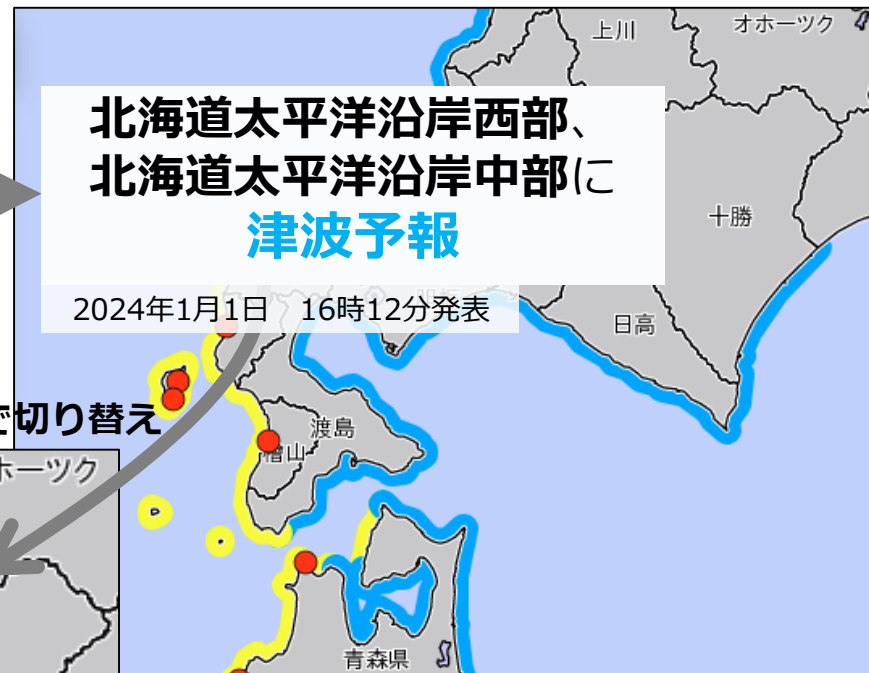 上川
オホーツク
北海道太平洋沿岸西部、
北海道太平洋沿岸中部に
津波予報
十勝
2024年1月1日 16時12分発表
日高
で切り替え
渡島
檜山
ホーツク
青森県